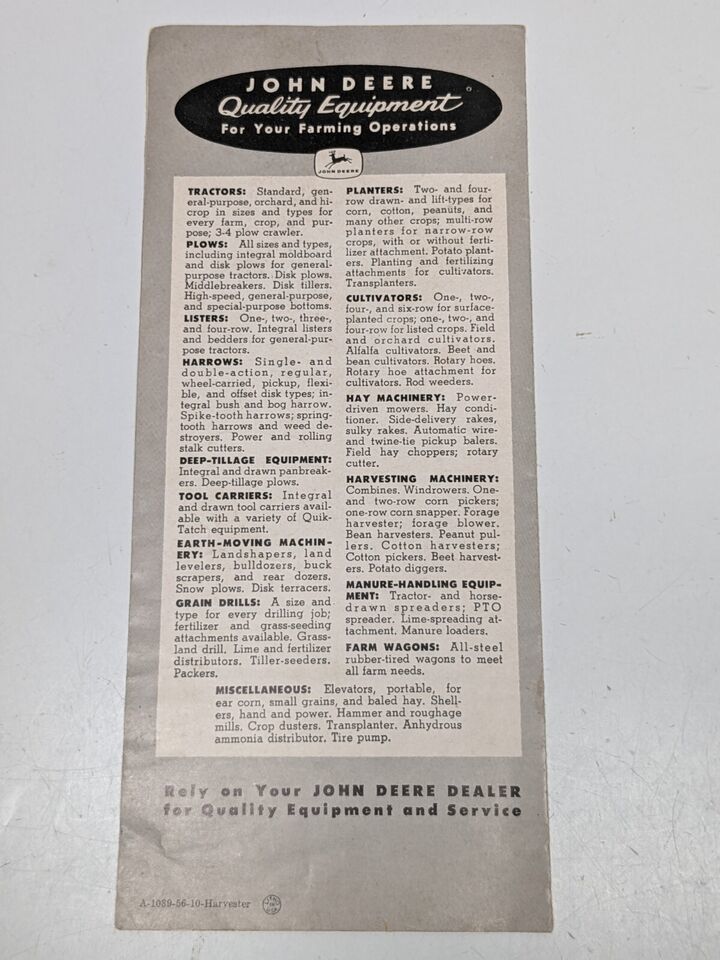 JOHN DEERE
Quality Equipment
For Your Farming Operations
JOHN DEERE
TRACTORS: Standard, gen-
eral-purpose, orchard, and hi-
crop in sizes and types for
every farm, crop, and pur-
pose; 3-4 plow crawler.
PLOWS: All sizes and types,
including integral moldboard
and disk plows for general-
purpose tractors. Disk plows.
Middlebreakers. Disk tillers.
High-speed, general-purpose,
and special-purpose bottoms.
LISTERS: One-, two-, three-,
and four-row. Integral listers
and bedders for general-pur-
pose tractors.
HARROWS: Single- and
double-action, regular,
wheel-carried, pickup, flexi-
ble, and offset disk types; in-
tegral bush and bog harrow.
Spike-tooth harrows; spring-
tooth harrows and weed de-
stroyers. Power and rolling
stalk cutters.
DEEP-TILLAGE EQUIPMENT:
Integral and drawn panbreak-
ers. Deep-tillage plows.
TOOL CARRIERS: Integral
and drawn tool carriers avail-
able with a variety of Quik-
Tatch equipment.
EARTH-MOVING MACHIN-
ERY: Landshapers, land
levelers, bulldozers, buck
scrapers, and rear dozers.
Snow plows. Disk terracers.
GRAIN DRILLS: A size and
type for every drilling job;
fertilizer and grass-seeding
attachments available. Grass-
land drill. Lime and fertilizer
distributors. Tiller-seeders.
Packers.
PLANTERS: Two- and four-
row drawn- and lift-types for
corn, cotton, peanuts, and
many other crops; multi-row
planters for narrow-row
crops, with or without ferti-
lizer attachment. Potato plant-
ers. Planting and fertilizing
attachments for cultivators.
Transplanters.
CULTIVATORS: One-, two-,
four-, and six-row for surface-
planted crops; one-, two-, and
four-row for listed crops. Field
and orchard cultivators.
Alfalfa cultivators. Beet and
bean cultivators. Rotary hoes.
Rotary hoe attachment for
cultivators. Rod weeders.
HAY MACHINERY: Power-
driven mowers. Hay condi-
tioner. Side-delivery rakes,
sulky rakes. Automatic wire-
and twine-tie pickup balers.
Field hay choppers; rotary
cutter.
HARVESTING MACHINERY:
Combines. Windrowers. One-
and two-row corn pickers;
one-row corn snapper. Forage
harvester; forage blower.
Bean harvesters. Peanut pul-
lers. Cotton harvesters;
Cotton pickers. Beet harvest-
ers. Potato diggers.
MANURE-HANDLING EQUIP-
MENT: Tractor- and horse-
drawn spreaders; PTO
spreader. Lime-spreading at-
tachment. Manure loaders.
FARM WAGONS: All-steel
rubber-tired wagons to meet
all farm needs.
MISCELLANEOUS: Elevators, portable, for
ear corn, small grains, and baled hay. Shell-
ers, hand and power. Hammer and roughage
mills. Crop dusters. Transplanter. Anhydrous
ammonia distributor. Tire pump.
Rely on Your JOHN DEERE DEALER
for Quality Equipment and Service
A-1089-56-10-Harvester